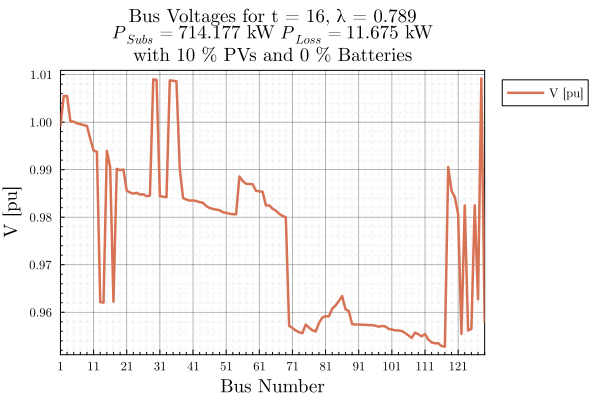 Bus Voltages for t = 16, λ = 0.789
P_Subs = 714.177 kW P_Loss = 11.675 kW
with 10 % PVs and 0 % Batteries
V [pu]
1.01
1.00
0.99
0.98
0.97
0.96
V [pu]
1 11 21 31 41 51 61 71 81 91 101 111 121
Bus Number